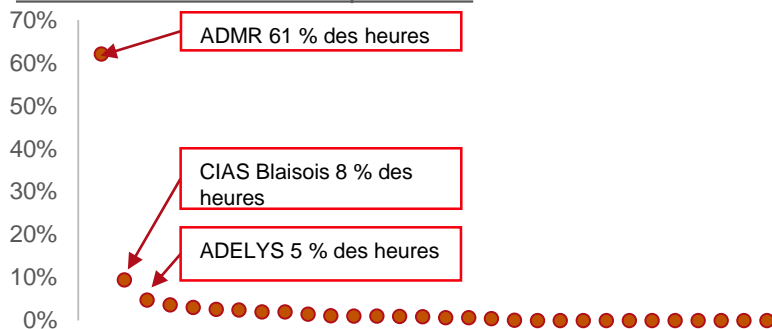 70%
ADMR 61 % des heures
60%
50%
40%
CIAS Blaisois 8 % des
heures
30%
20%
ADELYS 5 % des heures
10%
0%